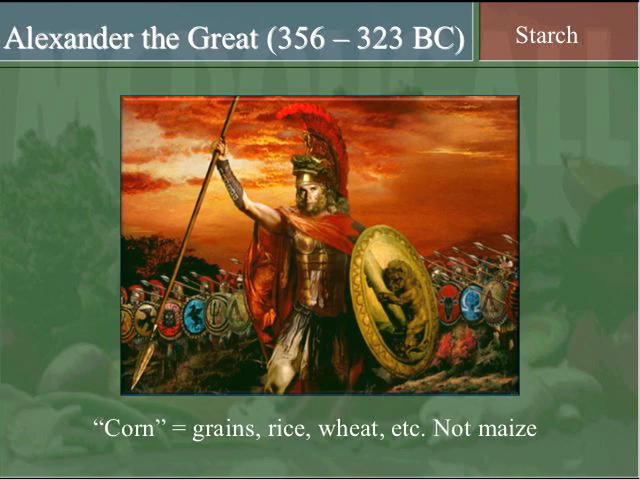 Alexander the Great (356 – 323 BC)
Starch
“Corn” = grains, rice, wheat, etc. Not maize